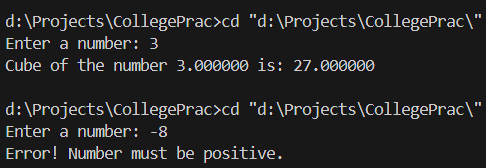 d:\Projects\CollegePrac>cd "d:\Projects\CollegePrac\"
Enter a number: 3
Cube of the number 3.000000 is: 27.000000
d:\Projects\CollegePrac>cd "d:\Projects\CollegePrac\"
Enter a number: -8
Error! Number must be positive.